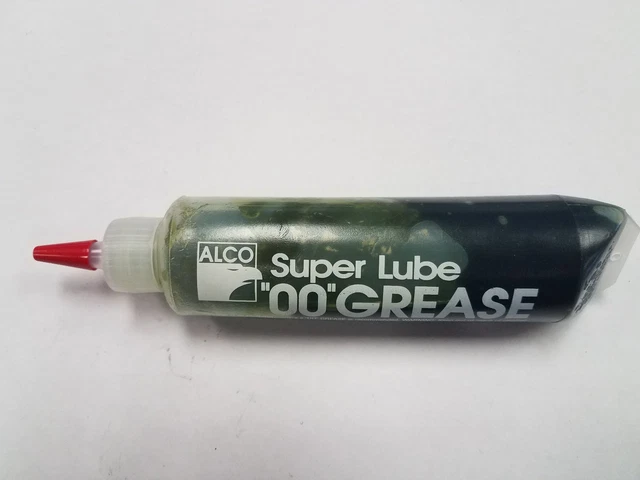 ALCO
Super Lube
"00" GREASE